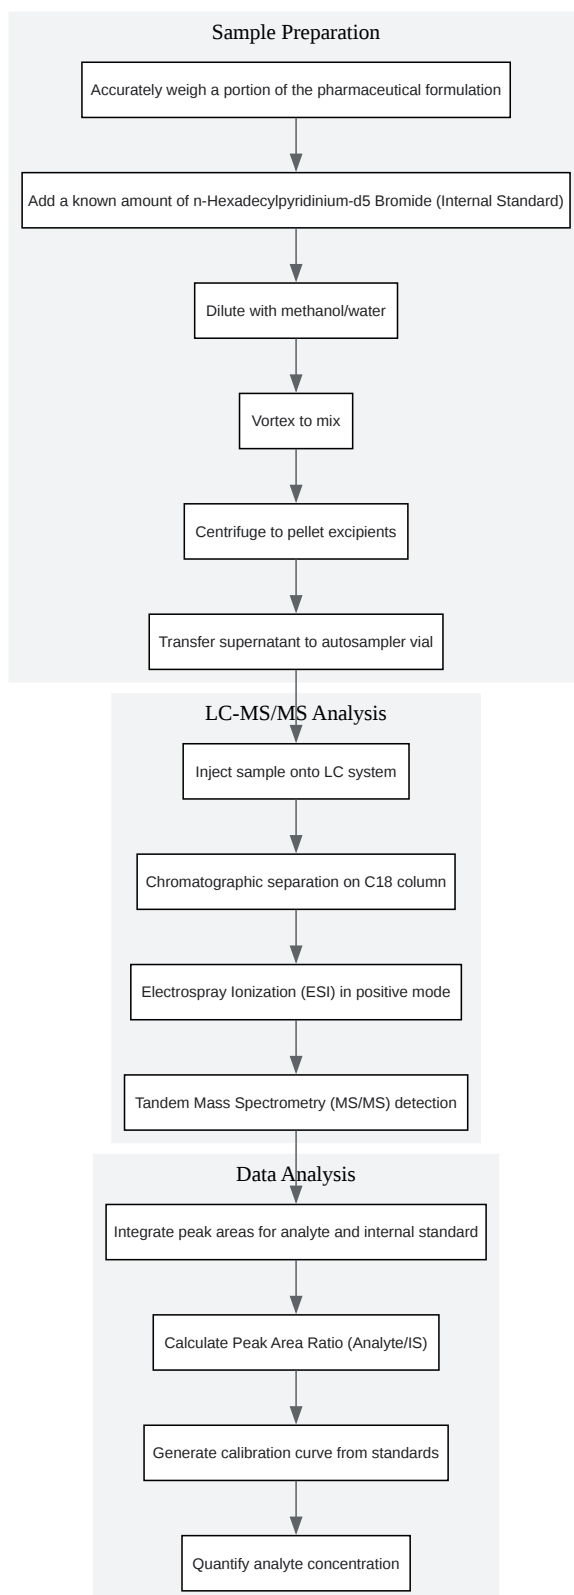 Sample Preparation
Accurately weigh a portion of the pharmaceutical formulation
Add a known amount of n-Hexadecylpyridinium-d5 Bromide (Internal Standard)
Dilute with methanol/water
Vortex to mix
Centrifuge to pellet excipients
Transfer supernatant to autosampler vial
LC-MS/MS Analysis
Inject sample onto LC system
Chromatographic separation on C18 column
Electrospray Ionization (ESI) in positive mode
Tandem Mass Spectrometry (MS/MS) detection
Data Analysis
Integrate peak areas for analyte and internal standard
Calculate Peak Area Ratio (Analyte/IS)
Generate calibration curve from standards
Quantify analyte concentration